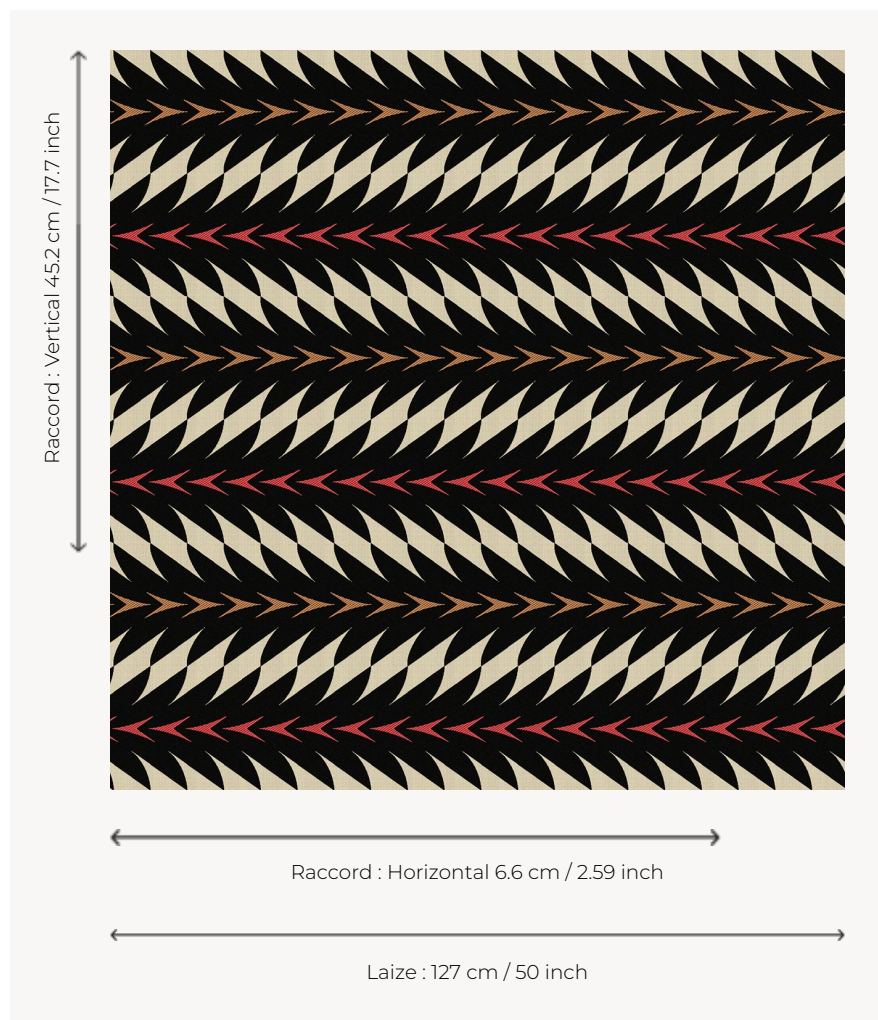 Raccord : Vertical 45.2 cm / 17.7 inch
Raccord : Horizontal 6.6 cm / 2.59 inch
Laize : 127 cm / 50 inch